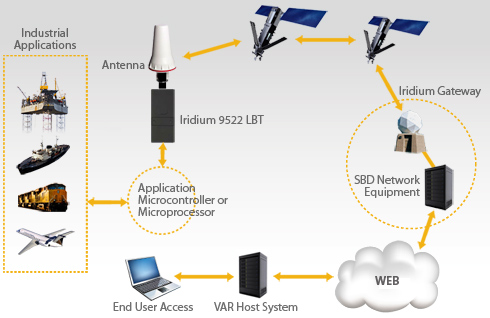 Industrial
Applications
Antenna
Iridium 9522 LBT
Iridium Gateway
SBD Network
Equipment
Application
Microcontroller or
Microprocessor
WEB
End User Access
VAR Host System